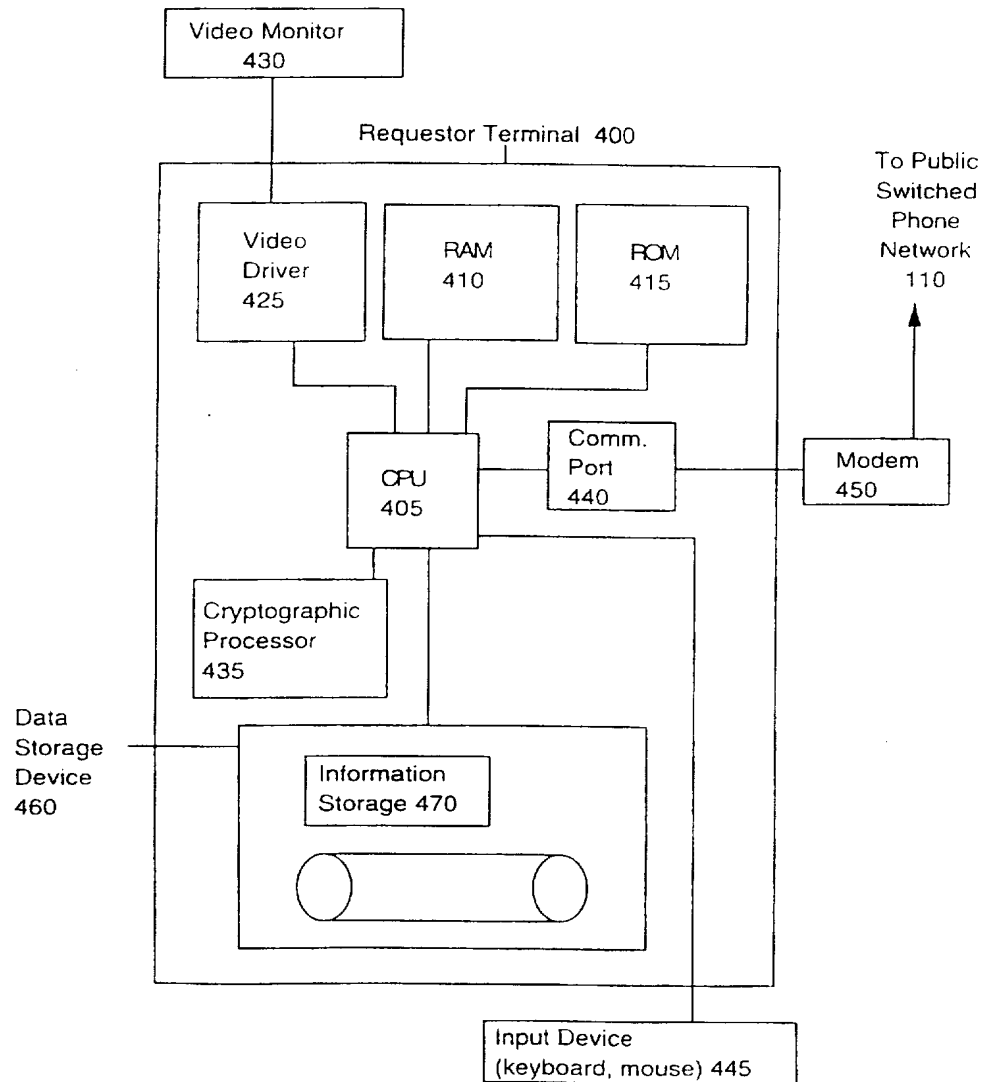 Video Monitor
430
Requestor Terminal 400
To Public
Switched
Phone
Network
110
Video
Driver
425
RAM
410
ROM
415
CPU
405
Comm.
Port
440
Modem
450
Cryptographic
Processor
435
Data
Storage
Device
460
Information
Storage 470
Input Device
(keyboard, mouse) 445